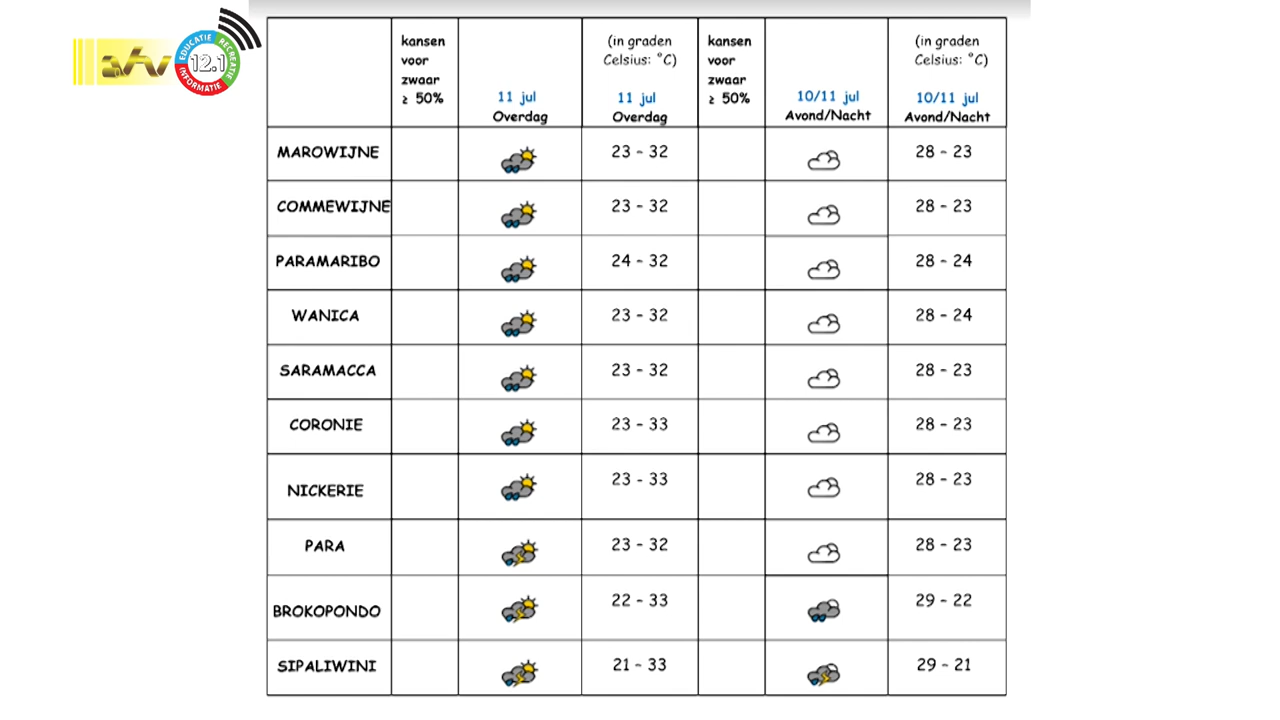 atv
EDUCATIE
RECREATIE
INFORMATIE
12.1
kansen voor zwaar ≥ 50%
11 jul Overdag
(in graden Celsius: °C) 11 jul Overdag
kansen voor zwaar ≥ 50%
10/11 jul Avond/Nacht
(in graden Celsius: °C) 10/11 jul Avond/Nacht
MAROWIJNE 23 - 32 28 - 23
COMMEWIJNE 23 - 32 28 - 23
PARAMARIBO 24 - 32 28 - 24
WANICA 23 - 32 28 - 24
SARAMACCA 23 - 32 28 - 23
CORONIE 23 - 33 28 - 23
NICKERIE 23 - 33 28 - 23
PARA 23 - 32 28 - 23
BROKOPONDO 22 - 33 29 - 22
SIPALIWINI 21 - 33 29 - 21